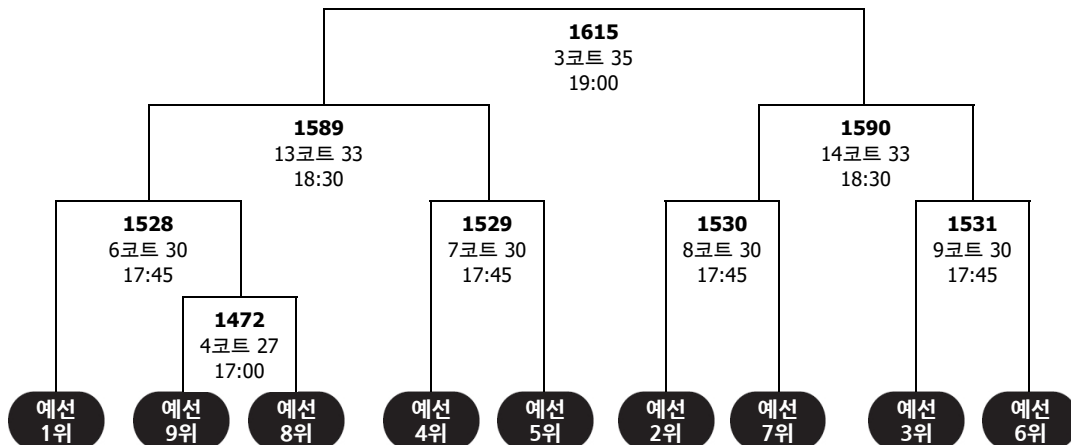 1615
3코트 35
19:00
1589
13코트 33
18:30
1590
14코트 33
18:30
1528
6코트 30
17:45
1529
7코트 30
17:45
1530
8코트 30
17:45
1531
9코트 30
17:45
1472
4코트 27
17:00
예선
1위
예선
9위
예선
8위
예선
4위
예선
5위
예선
2위
예선
7위
예선
3위
예선
6위